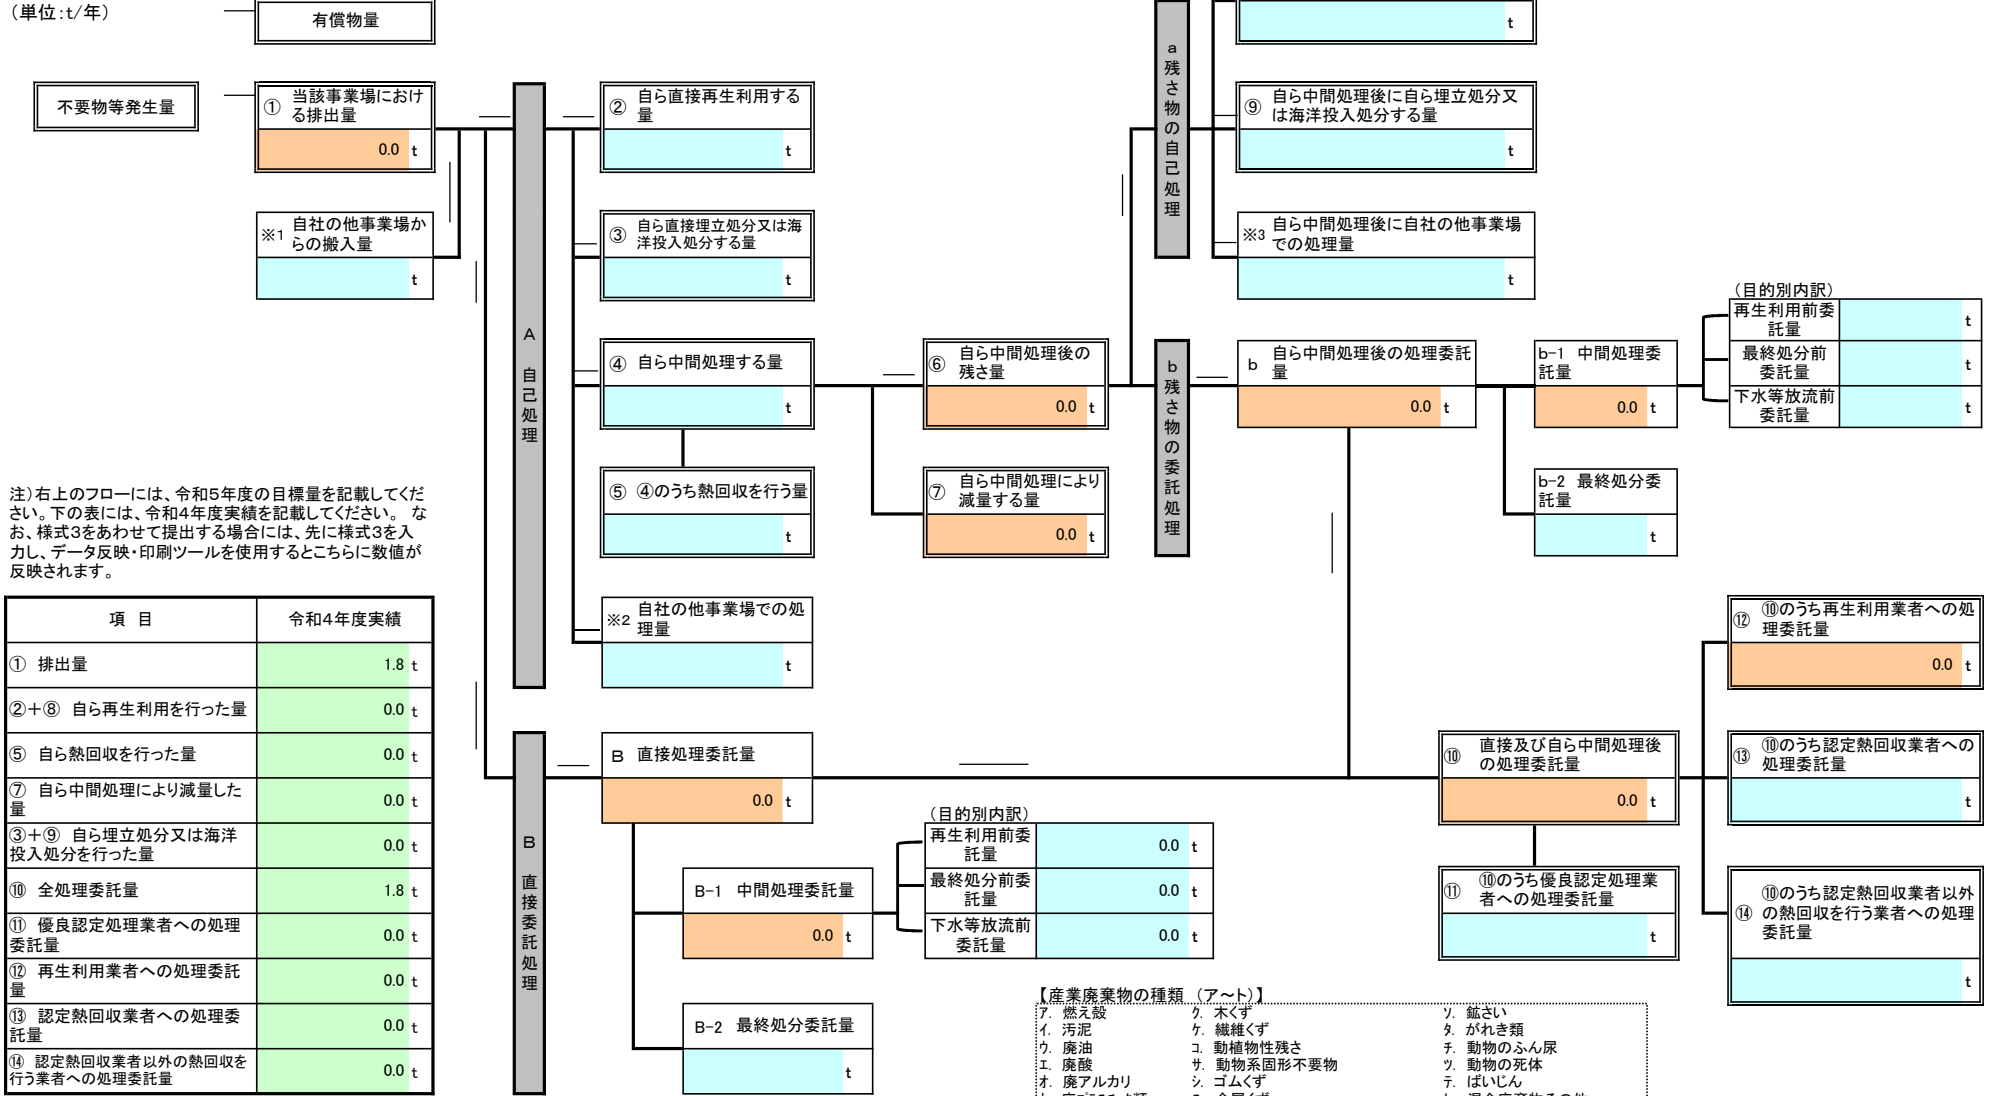 （単位:t/年）
有償物量
t
不要物等発生量
① 当該事業場におけ
る排出量
0.0 t
※1 自社の他事業場か
らの搬入量
t
A 自己処理
② 自ら直接再生利用する
量
t
③ 自ら直接埋立処分又は海
洋投入処分する量
t
④ 自ら中間処理する量
t
⑤ ④のうち熱回収を行う量
t
※2 自社の他事業場での処
理量
t
⑥ 自ら中間処理後の
残さ量
0.0 t
⑦ 自ら中間処理により
減量する量
0.0 t
a 残さ物の自己処理
⑨ 自ら中間処理後に自ら埋立処分又
は海洋投入処分する量
t
※3 自ら中間処理後に自社の他事業場
での処理量
t
b 残さ物の委託処理
b 自ら中間処理後の処理委託
量
0.0 t
b-1 中間処理委
託量
0.0 t
b-2 最終処分委
託量
t
（目的別内訳）
再生利用前委
託量
t
最終処分前
委託量
t
下水等放流前
委託量
t
注）右上のフローには、令和5年度の目標量を記載してくだ
さい。下の表には、令和4年度実績を記載してください。 な
お、様式3をあわせて提出する場合には、先に様式3を入
力し、データ反映・印刷ツールを使用するとこちらに数値が
反映されます。
項 目 令和4年度実績
① 排出量 1.8 t
②＋⑧ 自ら再生利用を行った量 0.0 t
⑤ 自ら熱回収を行った量 0.0 t
⑦ 自ら中間処理により減量した
量 0.0 t
③＋⑨ 自ら埋立処分又は海洋
投入処分を行った量 0.0 t
⑩ 全処理委託量 1.8 t
⑪ 優良認定処理業者への処理
委託量 0.0 t
⑫ 再生利用業者への処理委託
量 0.0 t
⑬ 認定熱回収業者への処理委
託量 0.0 t
⑭ 認定熱回収業者以外の熱回収を
行う業者への処理委託量 0.0 t
B 直接委託処理
B 直接処理委託量
0.0 t
B-1 中間処理委託量
0.0 t
B-2 最終処分委託量
t
（目的別内訳）
再生利用前委
託量 0.0 t
最終処分前委
託量 0.0 t
下水等放流前
委託量 0.0 t
⑩ 直接及び自ら中間処理後
の処理委託量
0.0 t
⑪ ⑩のうち優良認定処理業
者への処理委託量
t
⑫ ⑩のうち再生利用業者への処
理委託量
0.0 t
⑬ ⑩のうち認定熱回収業者への
処理委託量
t
⑭ ⑩のうち認定熱回収業者以外
の熱回収を行う業者への処理
委託量
t
【産業廃棄物の種類 （ア～ト）】
ア. 燃え殻 ク. 木くず ソ. 鉱さい
イ. 汚泥 ケ. 繊維くず タ. がれき類
ウ. 廃油 コ. 動植物性残さ チ. 動物のふん尿
エ. 廃酸 サ. 動物系固形不要物 ツ. 動物の死体
オ. 廃アルカリ シ. ゴムくず テ. ばいじん